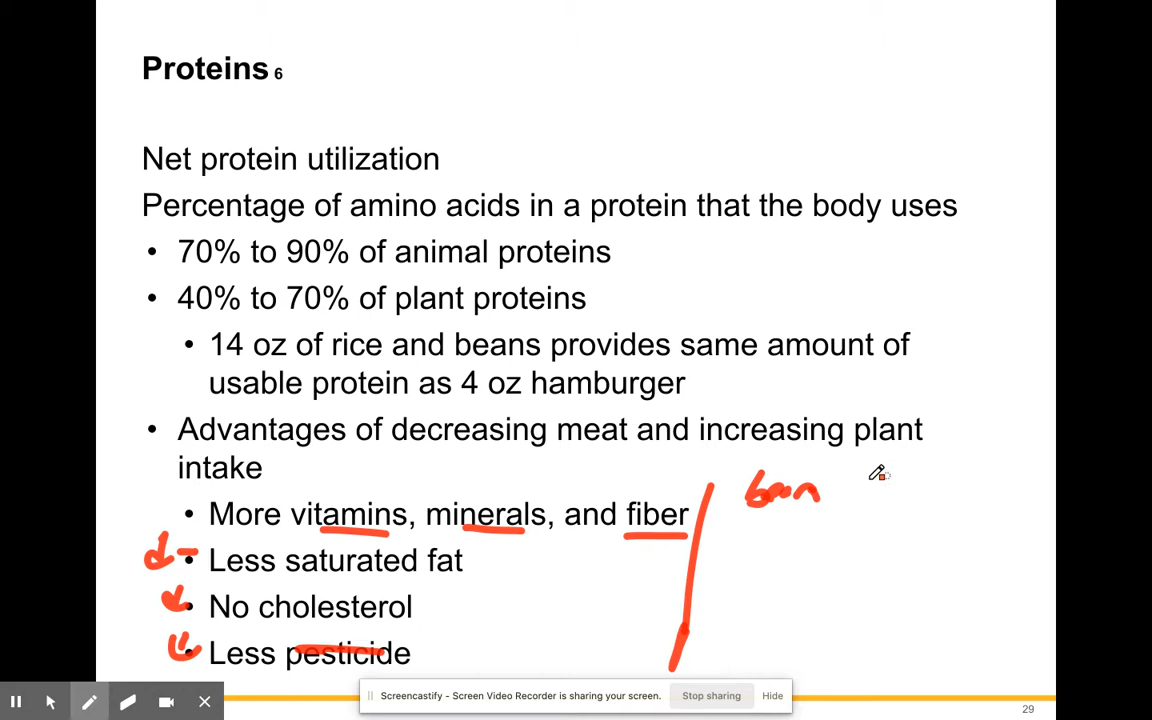 Proteins 6
Net protein utilization
Percentage of amino acids in a protein that the body uses
• 70% to 90% of animal proteins
• 40% to 70% of plant proteins
• 14 oz of rice and beans provides same amount of
usable protein as 4 oz hamburger
• Advantages of decreasing meat and increasing plant
intake
• More vitamins, minerals, and fiber
• Less saturated fat
• No cholesterol
• Less pesticide
Screencastify - Screen Video Recorder is sharing your screen.
Stop sharing
Hide
29